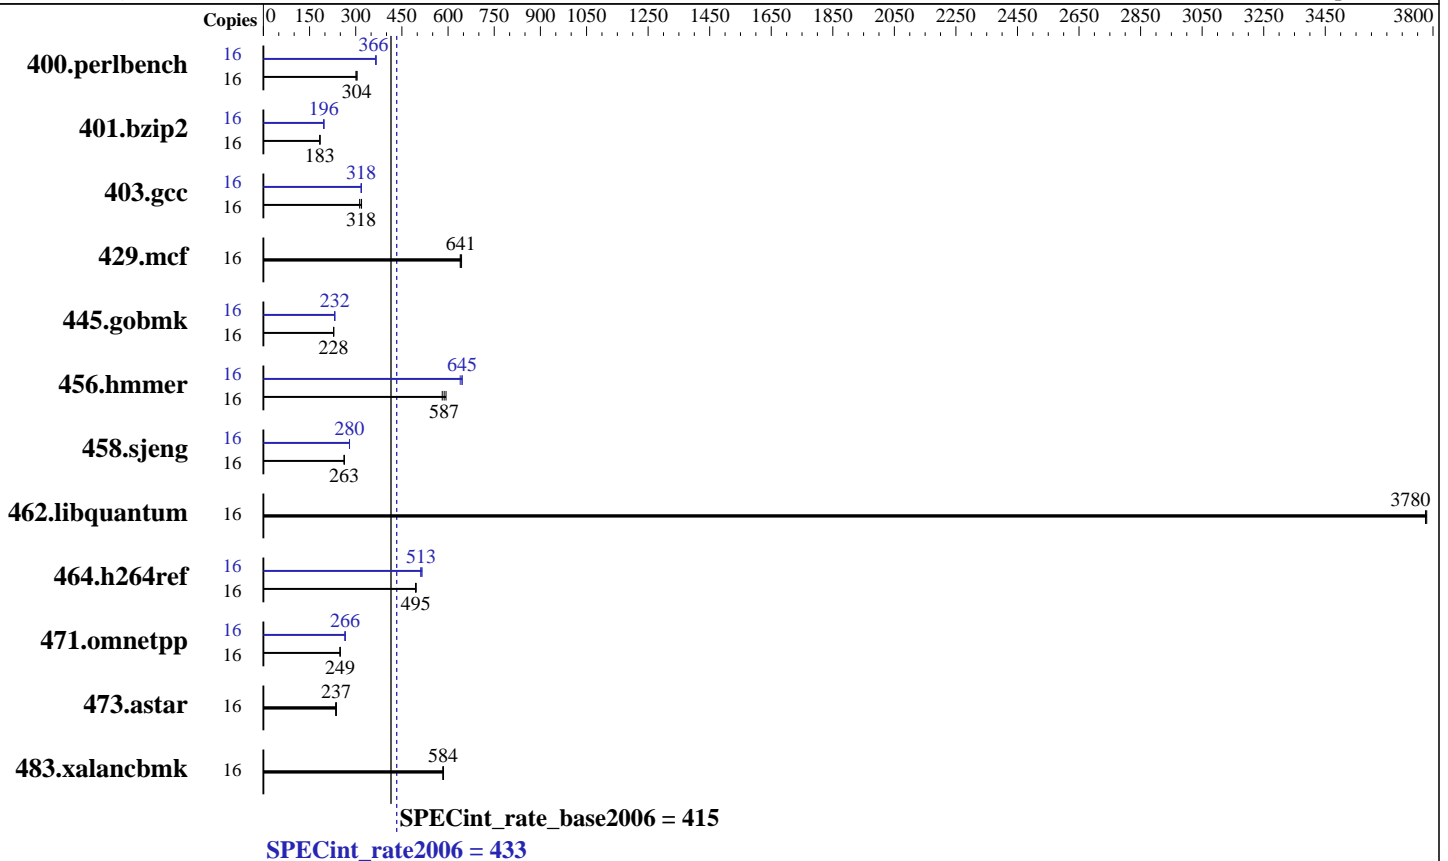 Copies 0 150 300 450 600 750 900 1050 1250 1450 1650 1850 2050 2250 2450 2650 2850 3050 3250 3450 3800
400.perlbench 16 366
16 304
401.bzip2 16 196
16 183
403.gcc 16 318
16 318
429.mcf 16 641
445.gobmk 16 232
16 228
456.hmmer 16 645
16 587
458.sjeng 16 280
16 263
462.libquantum 16 3780
464.h264ref 16 513
16 495
471.omnetpp 16 266
16 249
473.astar 16 237
483.xalancbmk 16 584
SPECint_rate_base2006 = 415
SPECint_rate2006 = 433